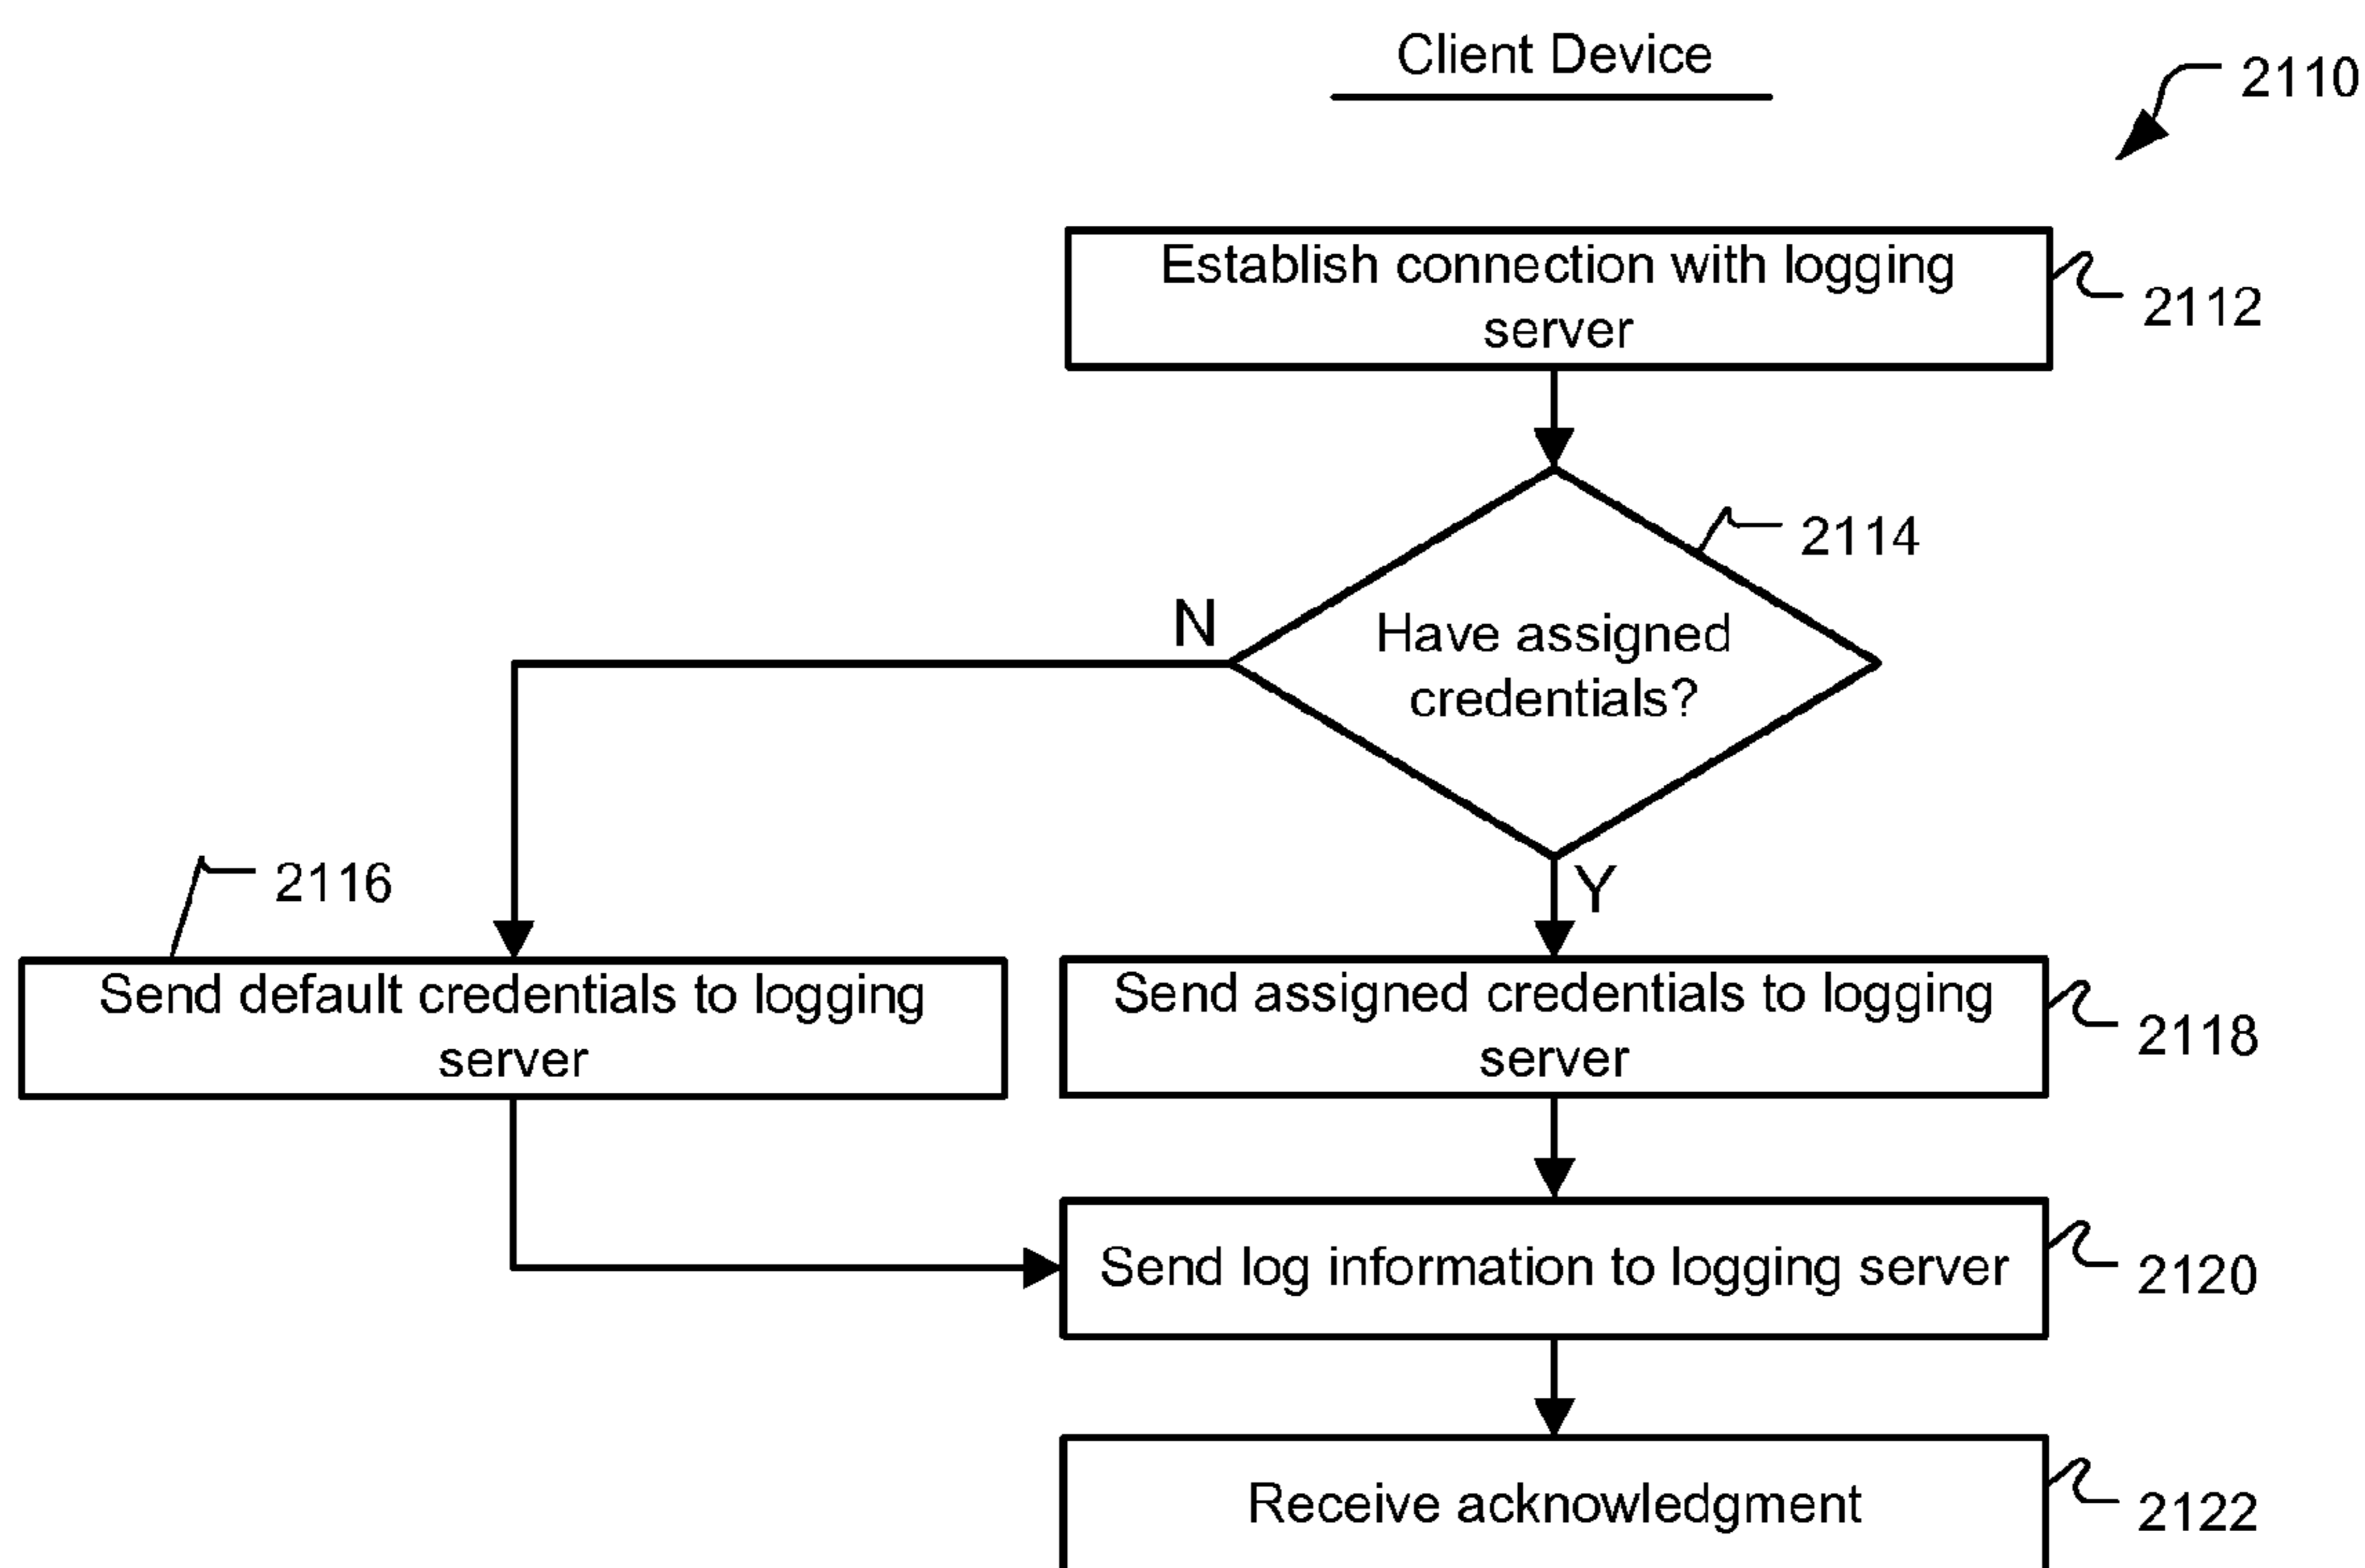 Client Device
2110
Establish connection with logging
server
2112
2114
Have assigned
credentials?
N
Y
2116
Send default credentials to logging
server
Send assigned credentials to logging
server
2118
Send log information to logging server
2120
Receive acknowledgment
2122